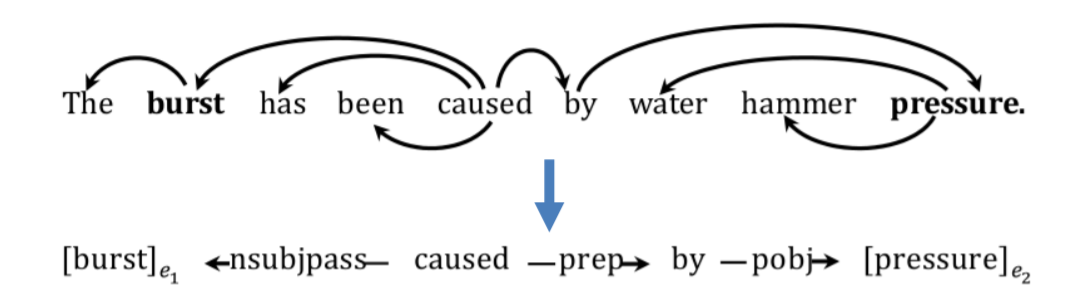 The burst has been caused by water hammer pressure.
[burst]e1 ←nsubjpass— caused —prep→ by —pobj→ [pressure]e2